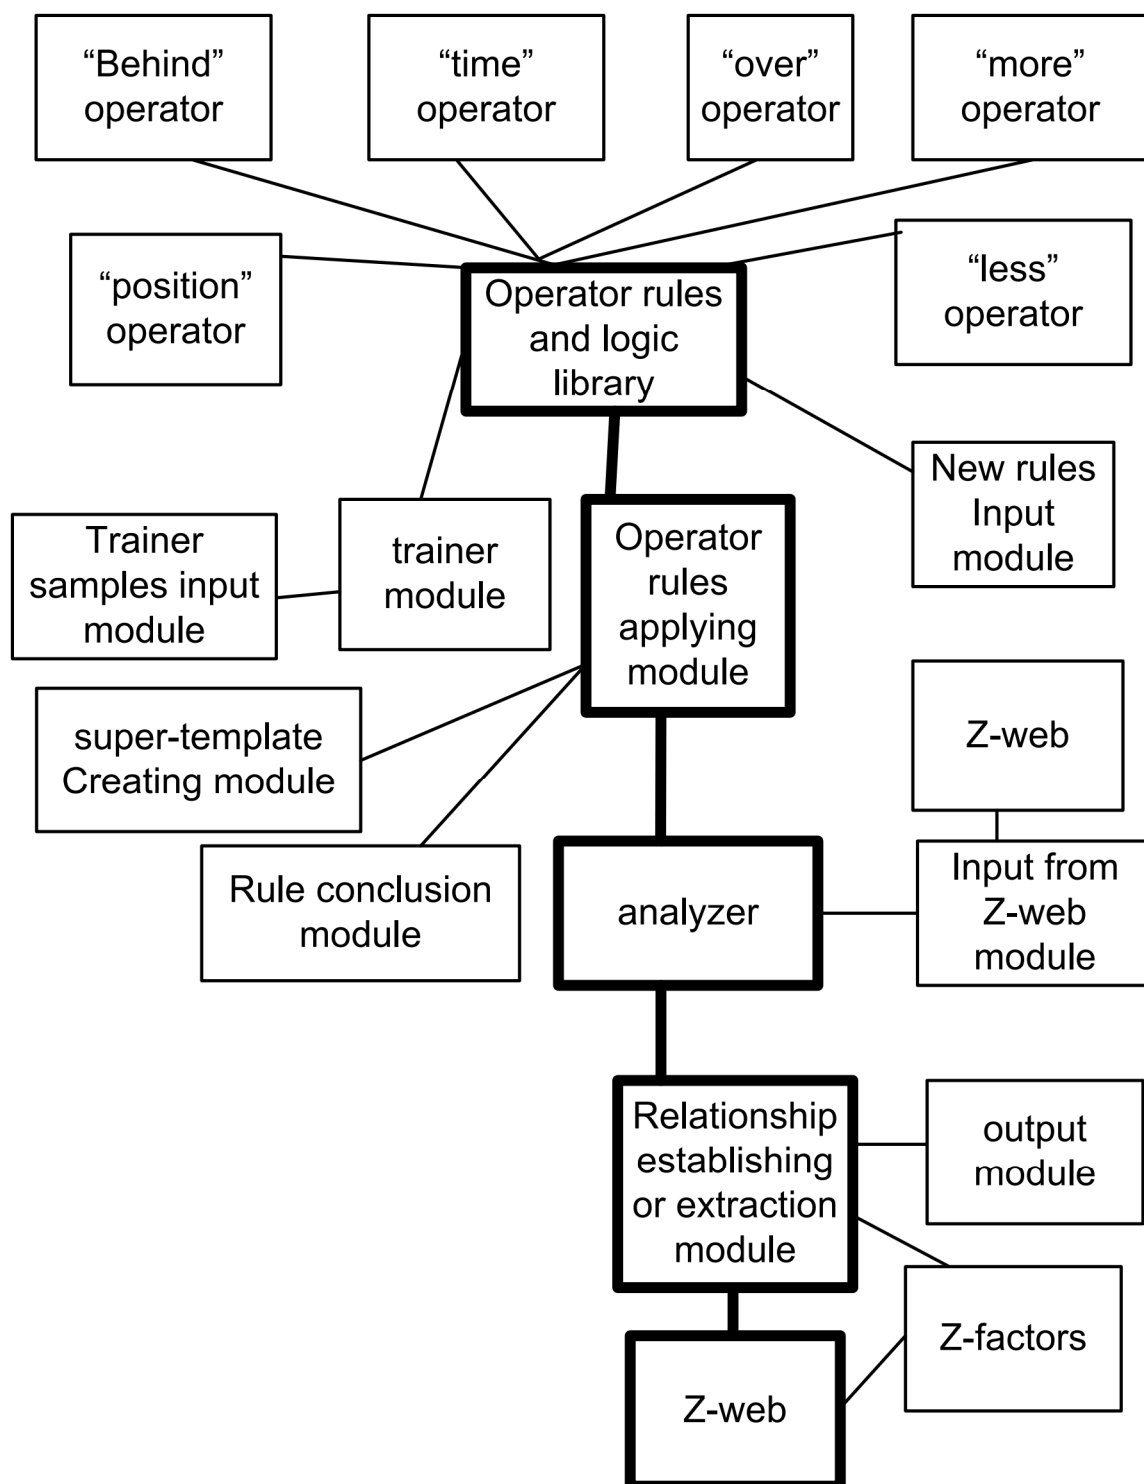 “Behind”
operator
“time”
operator
“over”
operator
“more”
operator
“position”
operator
Operator rules
and logic
library
“less”
operator
New rules
Input
module
Trainer
samples input
module
trainer
module
Operator
rules
applying
module
super-template
Creating module
Rule conclusion
module
Z-web
analyzer
Input from
Z-web
module
Relationship
establishing
or extraction
module
output
module
Z-factors
Z-web